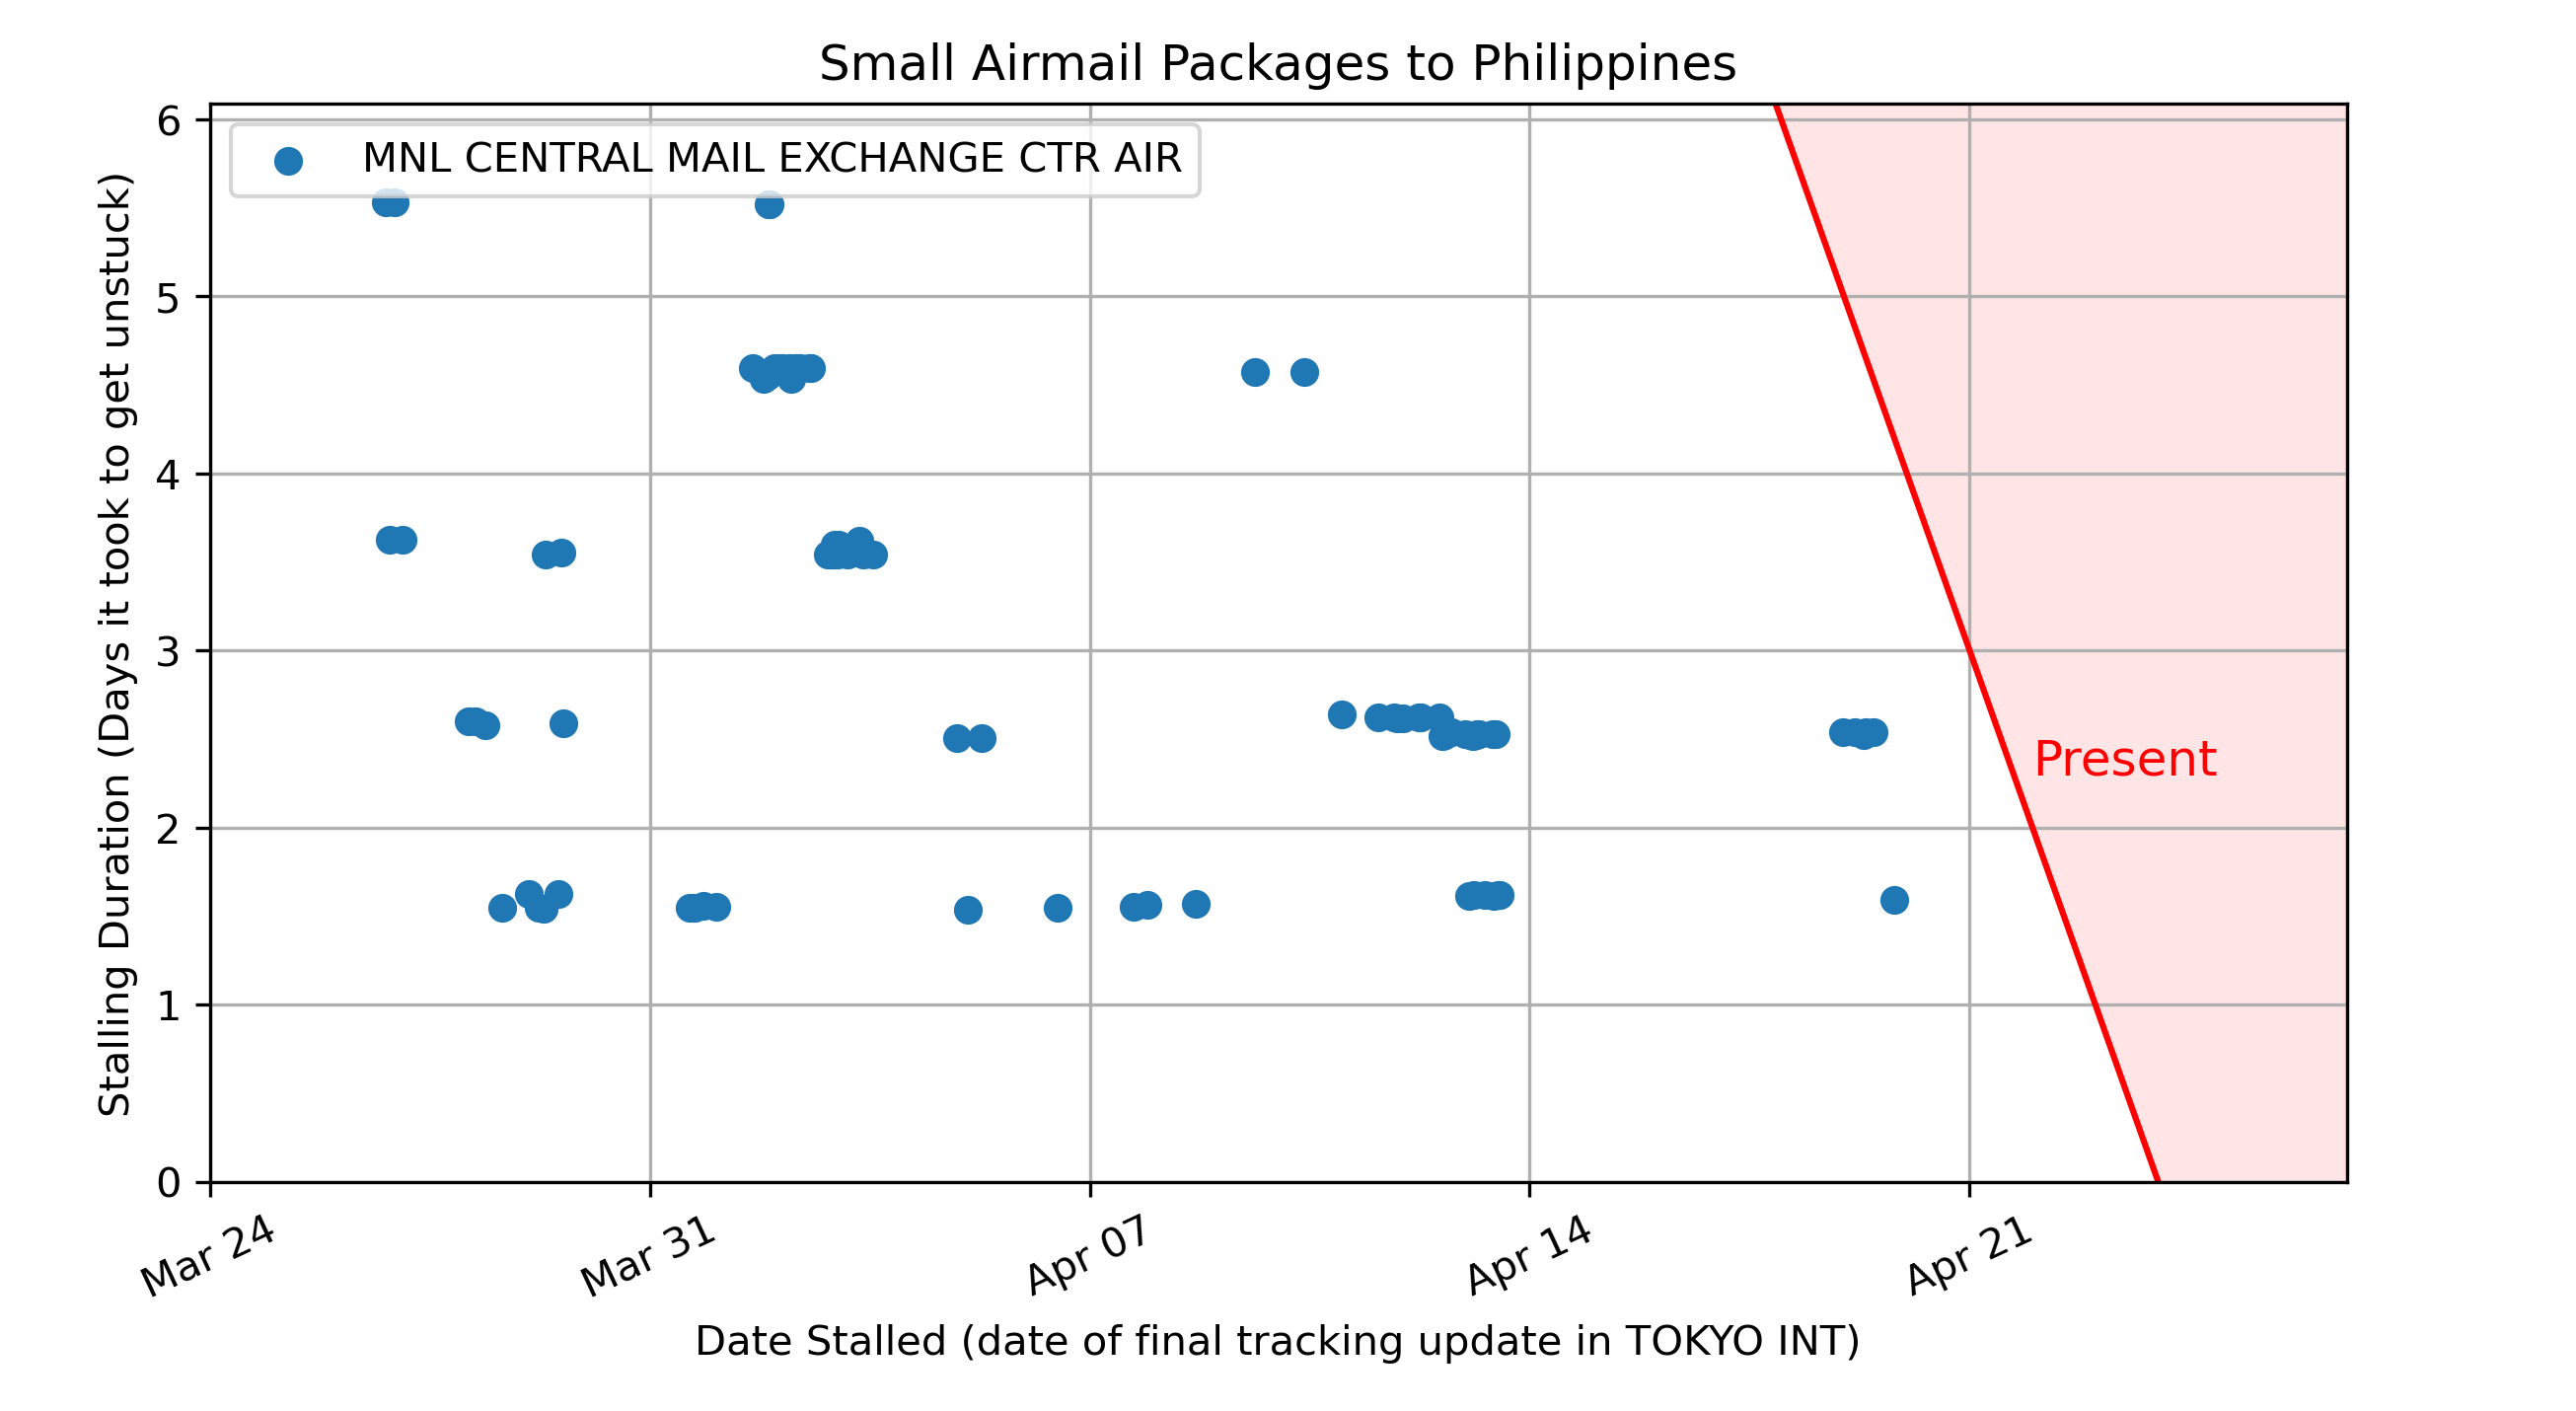 Small Airmail Packages to Philippines
MNL CENTRAL MAIL EXCHANGE CTR AIR
Stalling Duration (Days it took to get unstuck)
6
5
4
3
2
1
0
Present
Mar 24
Mar 31
Apr 07
Apr 14
Apr 21
Date Stalled (date of final tracking update in TOKYO INT)